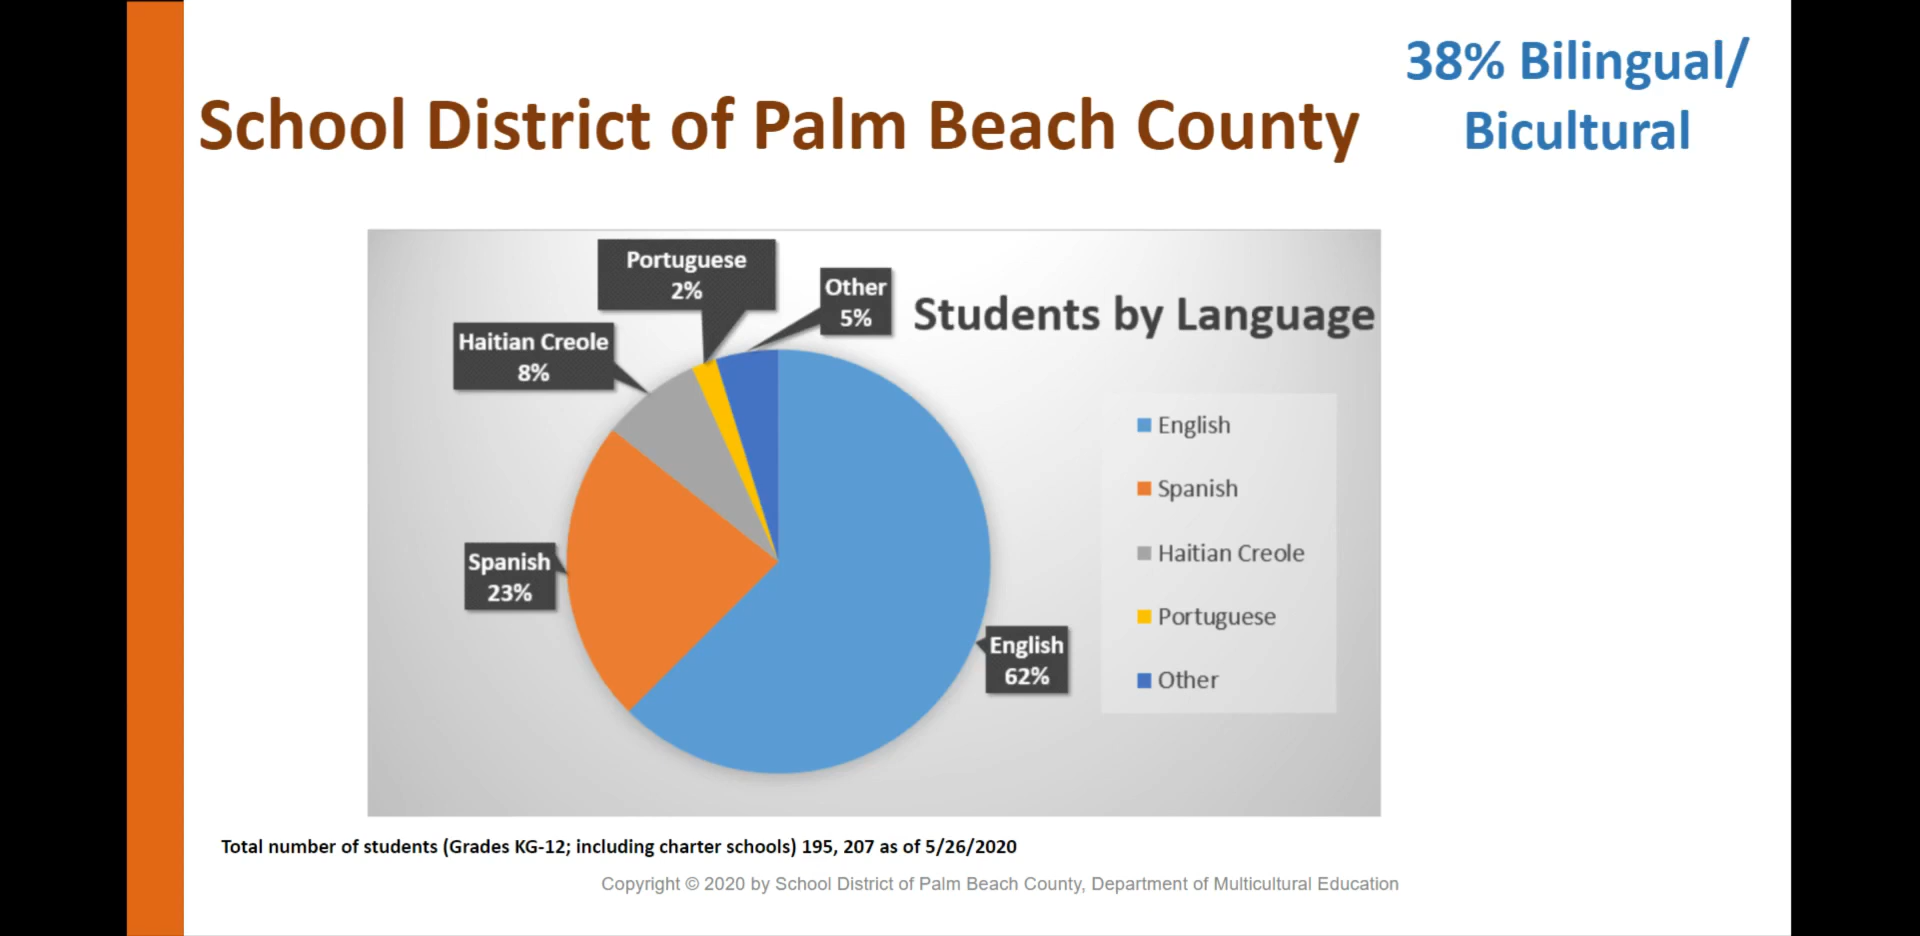 38% Bilingual/
Bicultural
School District of Palm Beach County
Portuguese
2%
Other
5%
Students by Language
Haitian Creole
8%
English
Spanish
Haitian Creole
Spanish
23%
Portuguese
English
62%
Other
Total number of students (Grades KG-12; including charter schools) 195, 207 as of 5/26/2020
Copyright © 2020 by School District of Palm Beach County, Department of Multicultural Education